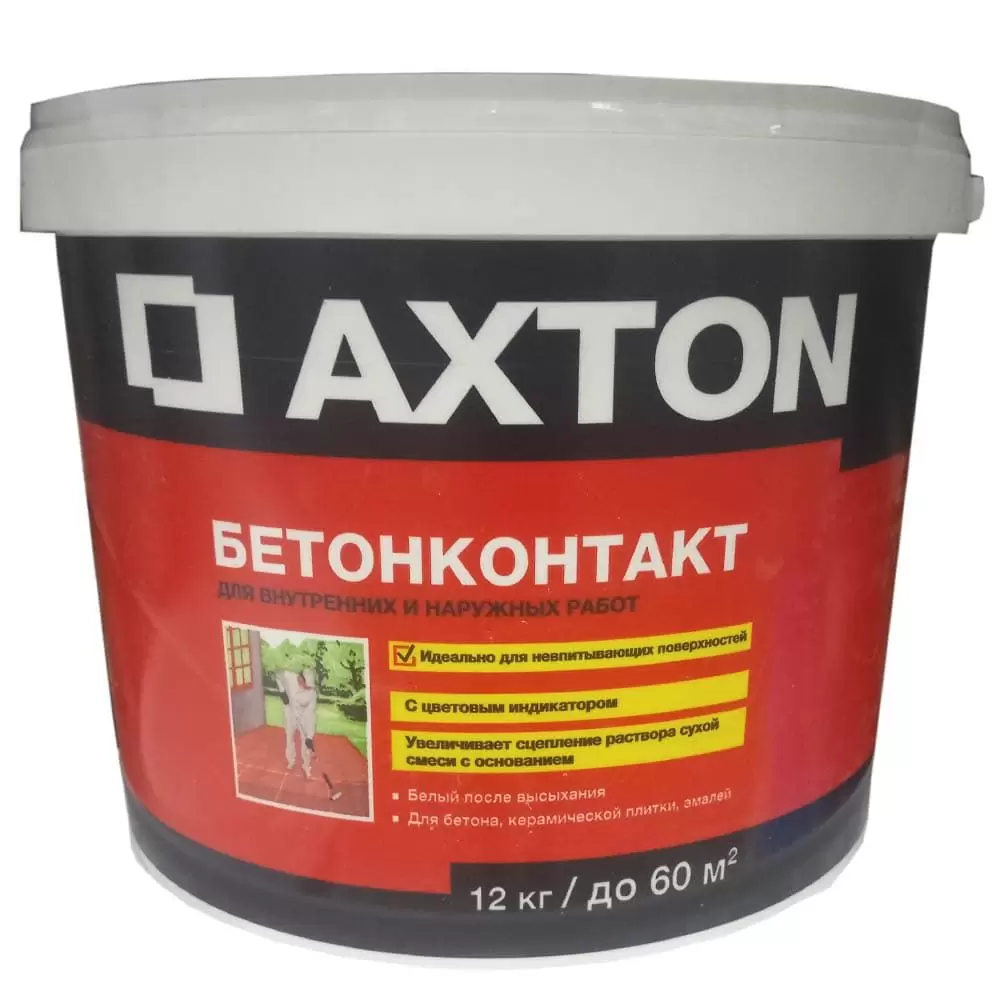 AXTON
БЕТОНКОНТАКТ
ДЛЯ ВНУТРЕННИХ И НАРУЖНЫХ РАБОТ
Идеально для невпитывающих поверхностей
С цветовым индикатором
Увеличивает сцепление раствора сухой
смеси с основанием
Белый после высыхания
Для бетона, керамической плитки, эмалей
12 кг / до 60 м²